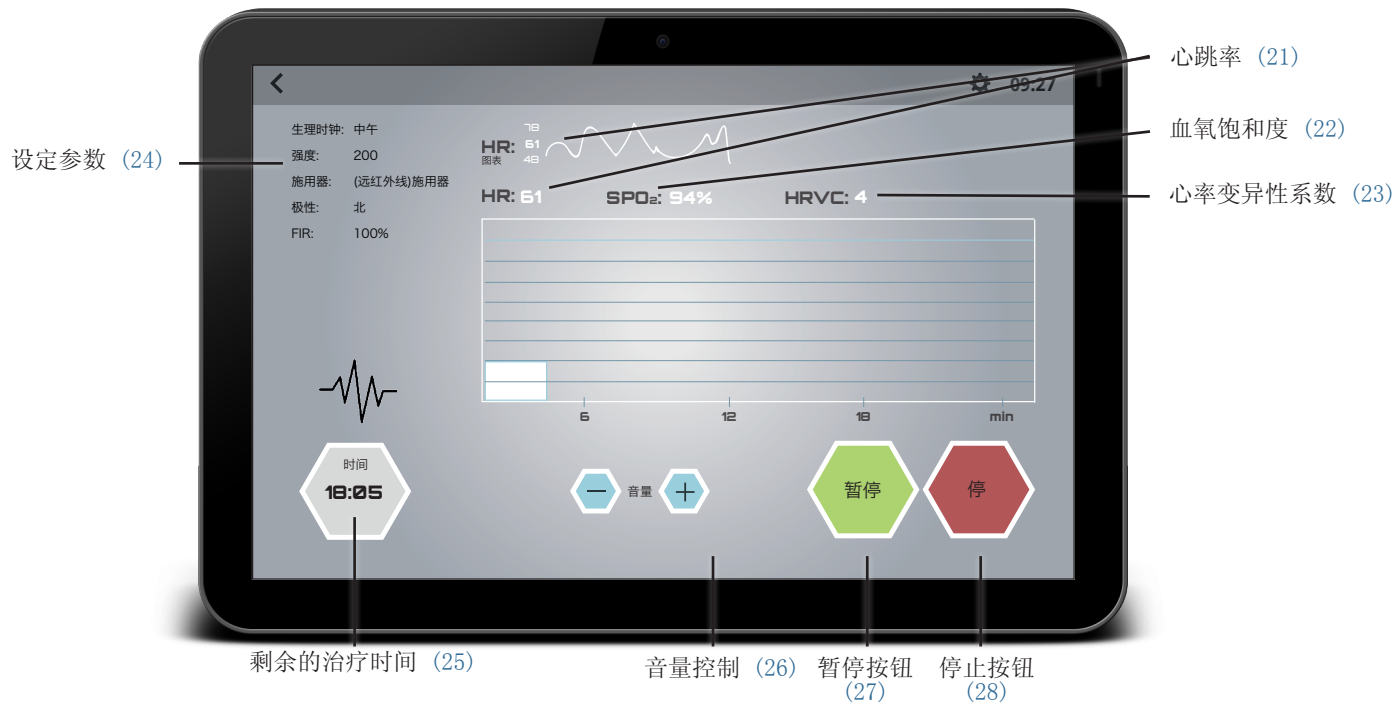 心跳率 (21)
09:27
生理时钟: 中午
78
血氧饱和度 (22)
强度: 200
HR: 61
图表 48
设定参数 (24)
施用器: (远红外线)施用器
HR: 61 SPO₂: 94% HRVC: 4
心率变异性系数 (23)
极性: 北
FIR: 100%
6 12 18 min
时间
18:05
音量
暂停
停
剩余的治疗时间 (25)
音量控制 (26)
暂停按钮
(27)
停止按钮
(28)